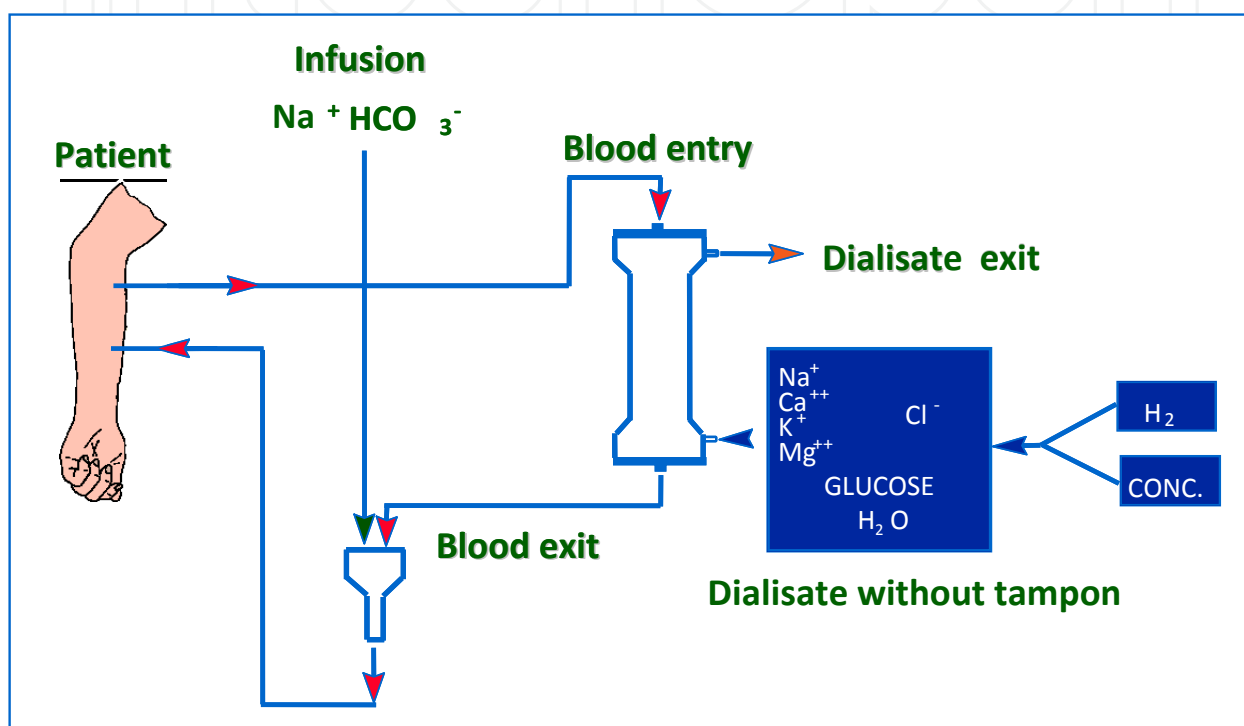 Infusion
Na + HCO 3 -
Patient
Blood entry
Dialisate exit
Na+
Ca++
K+
Mg++
Cl -
GLUCOSE
H2 O
H2
CONC.
Blood exit
Dialisate without tampon